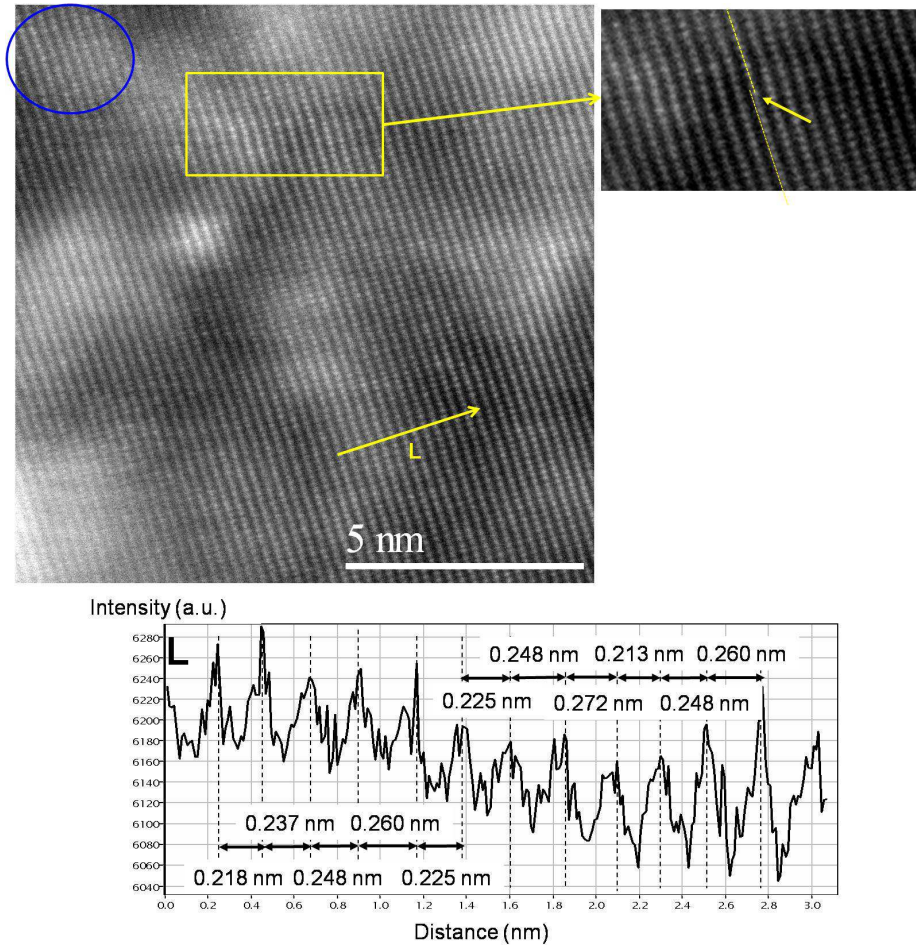 L
5 nm
Intensity (a.u.)
L
6280
6260
6240
6220
6200
6180
6160
6140
6120
6100
6080
6060
6040
0.248 nm 0.213 nm 0.260 nm
0.225 nm 0.272 nm 0.248 nm
0.237 nm 0.260 nm
0.218 nm 0.248 nm 0.225 nm
0.0 0.2 0.4 0.6 0.8 1.0 1.2 1.4 1.6 1.8 2.0 2.2 2.4 2.6 2.8 3.0
Distance (nm)